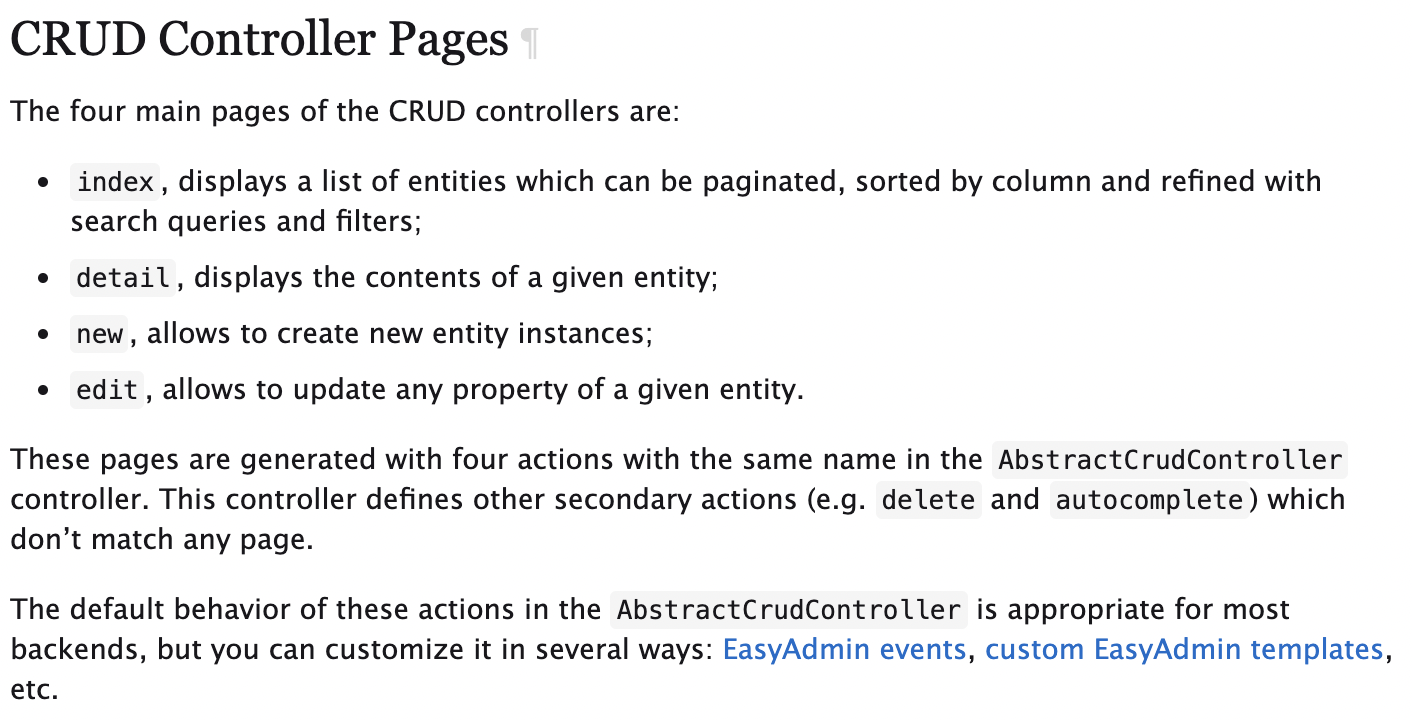 CRUD Controller Pages ¶
The four main pages of the CRUD controllers are:
• index, displays a list of entities which can be paginated, sorted by column and refined with
search queries and filters;
• detail, displays the contents of a given entity;
• new, allows to create new entity instances;
• edit, allows to update any property of a given entity.
These pages are generated with four actions with the same name in the AbstractCrudController
controller. This controller defines other secondary actions (e.g. delete and autocomplete) which
don’t match any page.
The default behavior of these actions in the AbstractCrudController is appropriate for most
backends, but you can customize it in several ways: EasyAdmin events, custom EasyAdmin templates,
etc.